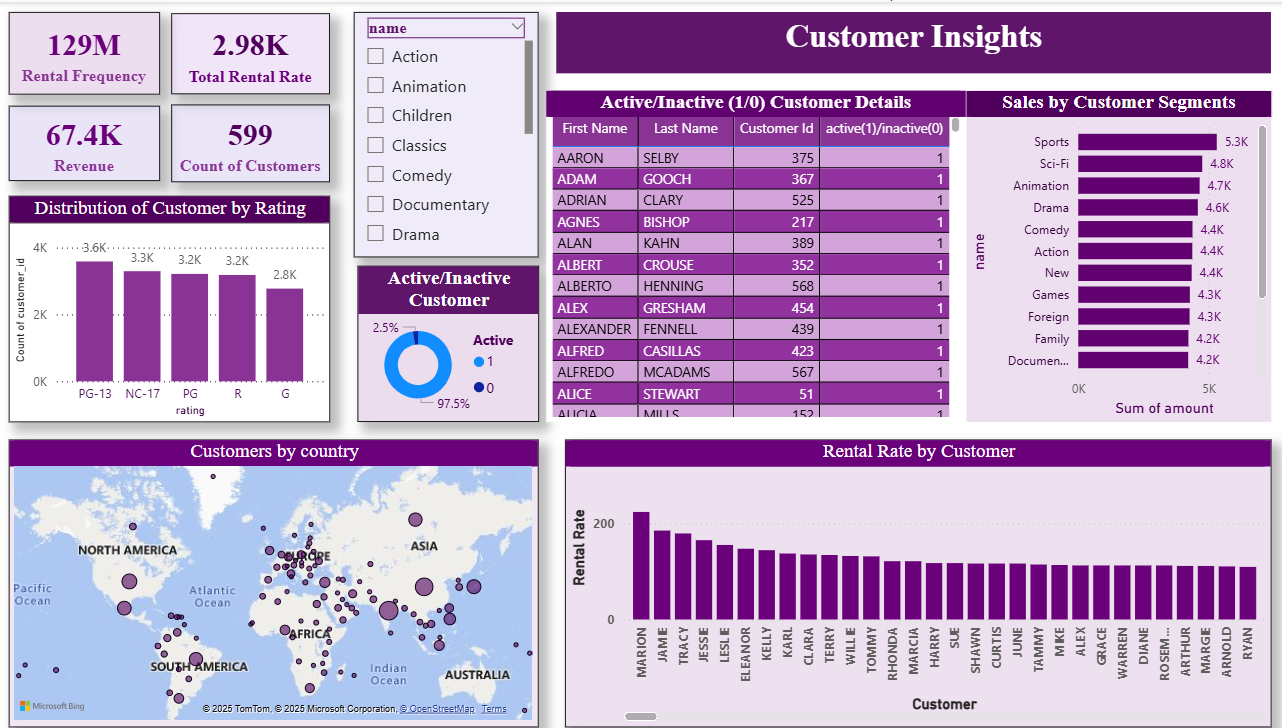 129M
Rental Frequency
2.98K
Total Rental Rate
67.4K
Revenue
599
Count of Customers
name
Action
Animation
Children
Classics
Comedy
Documentary
Drama
Customer Insights
Active/Inactive (1/0) Customer Details
First Name Last Name Customer Id active(1)/inactive(0)
AARON SELBY 375 1
ADAM GOOCH 367 1
ADRIAN CLARY 525 1
AGNES BISHOP 217 1
ALAN KAHN 389 1
ALBERT CROUSE 352 1
ALBERTO HENNING 568 1
ALEX GRESHAM 454 1
ALEXANDER FENNELL 439 1
ALFRED CASILLAS 423 1
ALFREDO MCADAMS 567 1
ALICE STEWART 51 1
ALICIA MILLS 152 1
Sales by Customer Segments
name
Sports 5.3K
Sci-Fi 4.8K
Animation 4.7K
Drama 4.6K
Comedy 4.4K
Action 4.4K
New 4.4K
Games 4.3K
Foreign 4.3K
Family 4.2K
Documen... 4.2K
0K 5K
Sum of amount
Distribution of Customer by Rating
Count of customer_id
4K
2K
0K
3.6K 3.3K 3.2K 3.2K 2.8K
PG-13 NC-17 PG R G
rating
Active/Inactive
Customer
2.5%
97.5%
Active
1
0
Customers by country
NORTH AMERICA
EUROPE
ASIA
Pacific
Ocean
Atlantic
Ocean
AFRICA
SOUTH AMERICA
Indian
Ocean
AUSTRALIA
Microsoft Bing
© 2025 TomTom, © 2025 Microsoft Corporation, © OpenStreetMap Terms
Rental Rate by Customer
Rental Rate
200
0
MARION
JAMIE
TRACY
JESSIE
LESLIE
ELEANOR
KELLY
KARL
CLARA
TERRY
WILLIE
TOMMY
RHONDA
MARCIA
HARRY
SUE
SHAWN
CURTIS
JUNE
TAMMY
MIKE
ALEX
GRACE
WARREN
DIANE
ROSEM...
ARTHUR
MARGIE
ARNOLD
RYAN
Customer